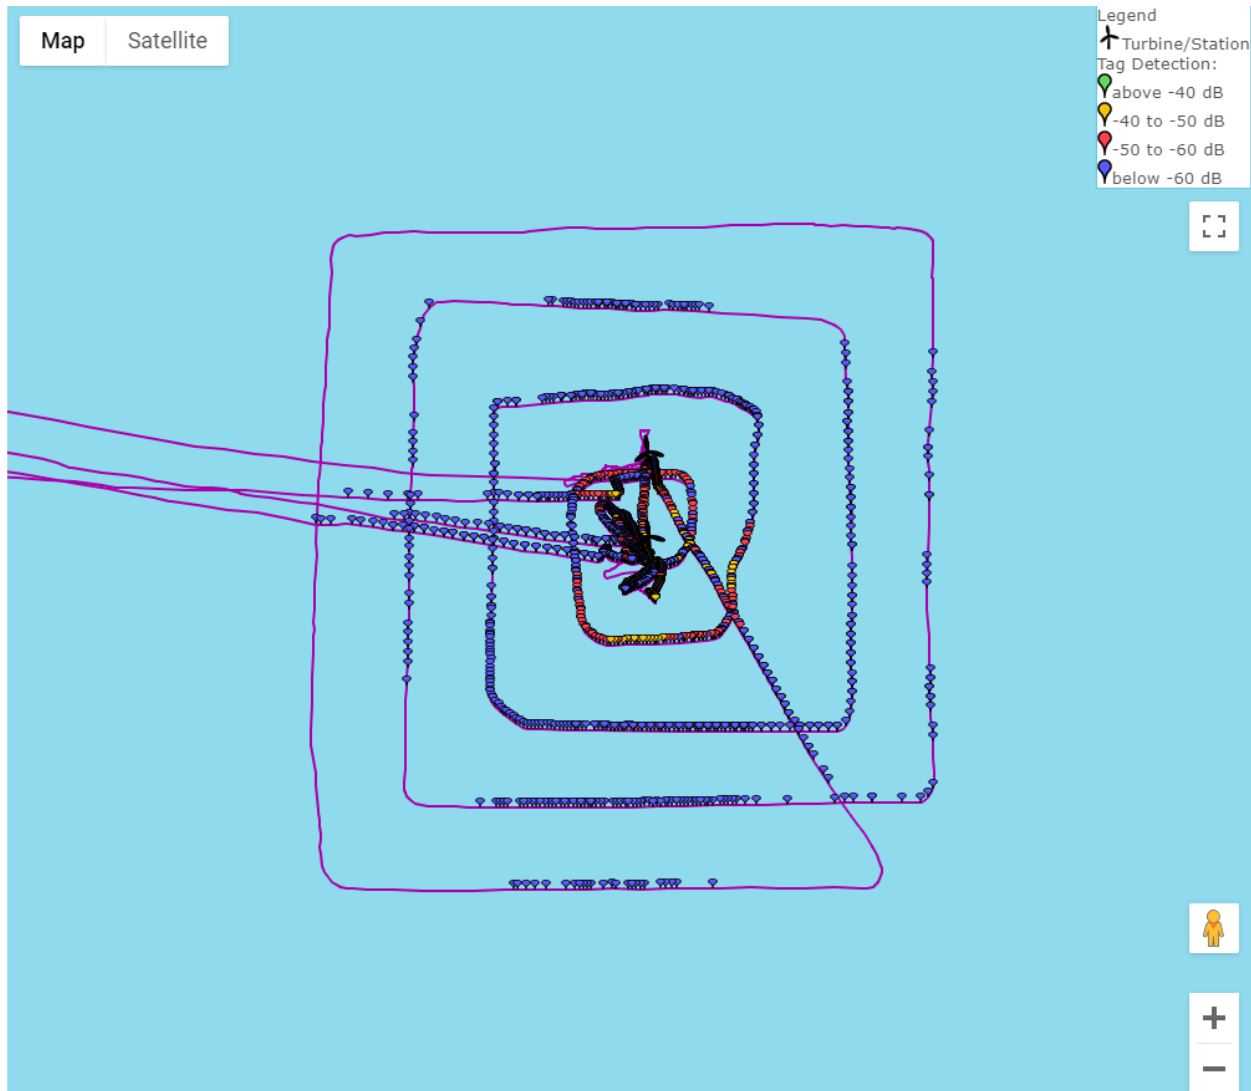 Map
Satellite
Legend
Turbine/Station
Tag Detection:
above -40 dB
-40 to -50 dB
-50 to -60 dB
below -60 dB